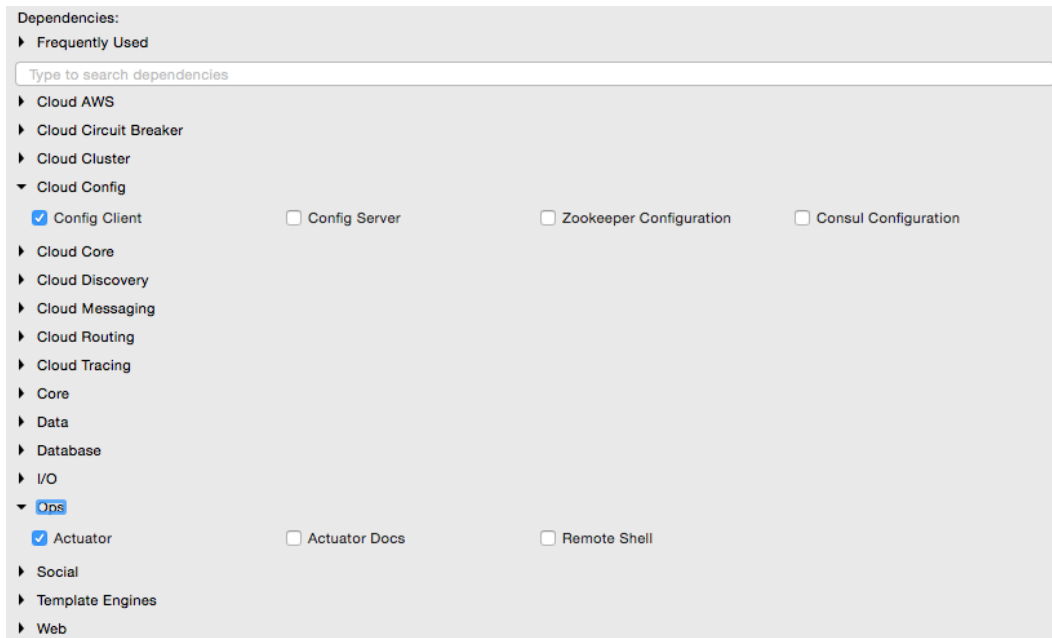 Dependencies:
Frequently Used
Type to search dependencies
Cloud AWS
Cloud Circuit Breaker
Cloud Cluster
Cloud Config
Config Client Config Server Zookeeper Configuration Consul Configuration
Cloud Core
Cloud Discovery
Cloud Messaging
Cloud Routing
Cloud Tracing
Core
Data
Database
I/O
Ops
Actuator Actuator Docs Remote Shell
Social
Template Engines
Web